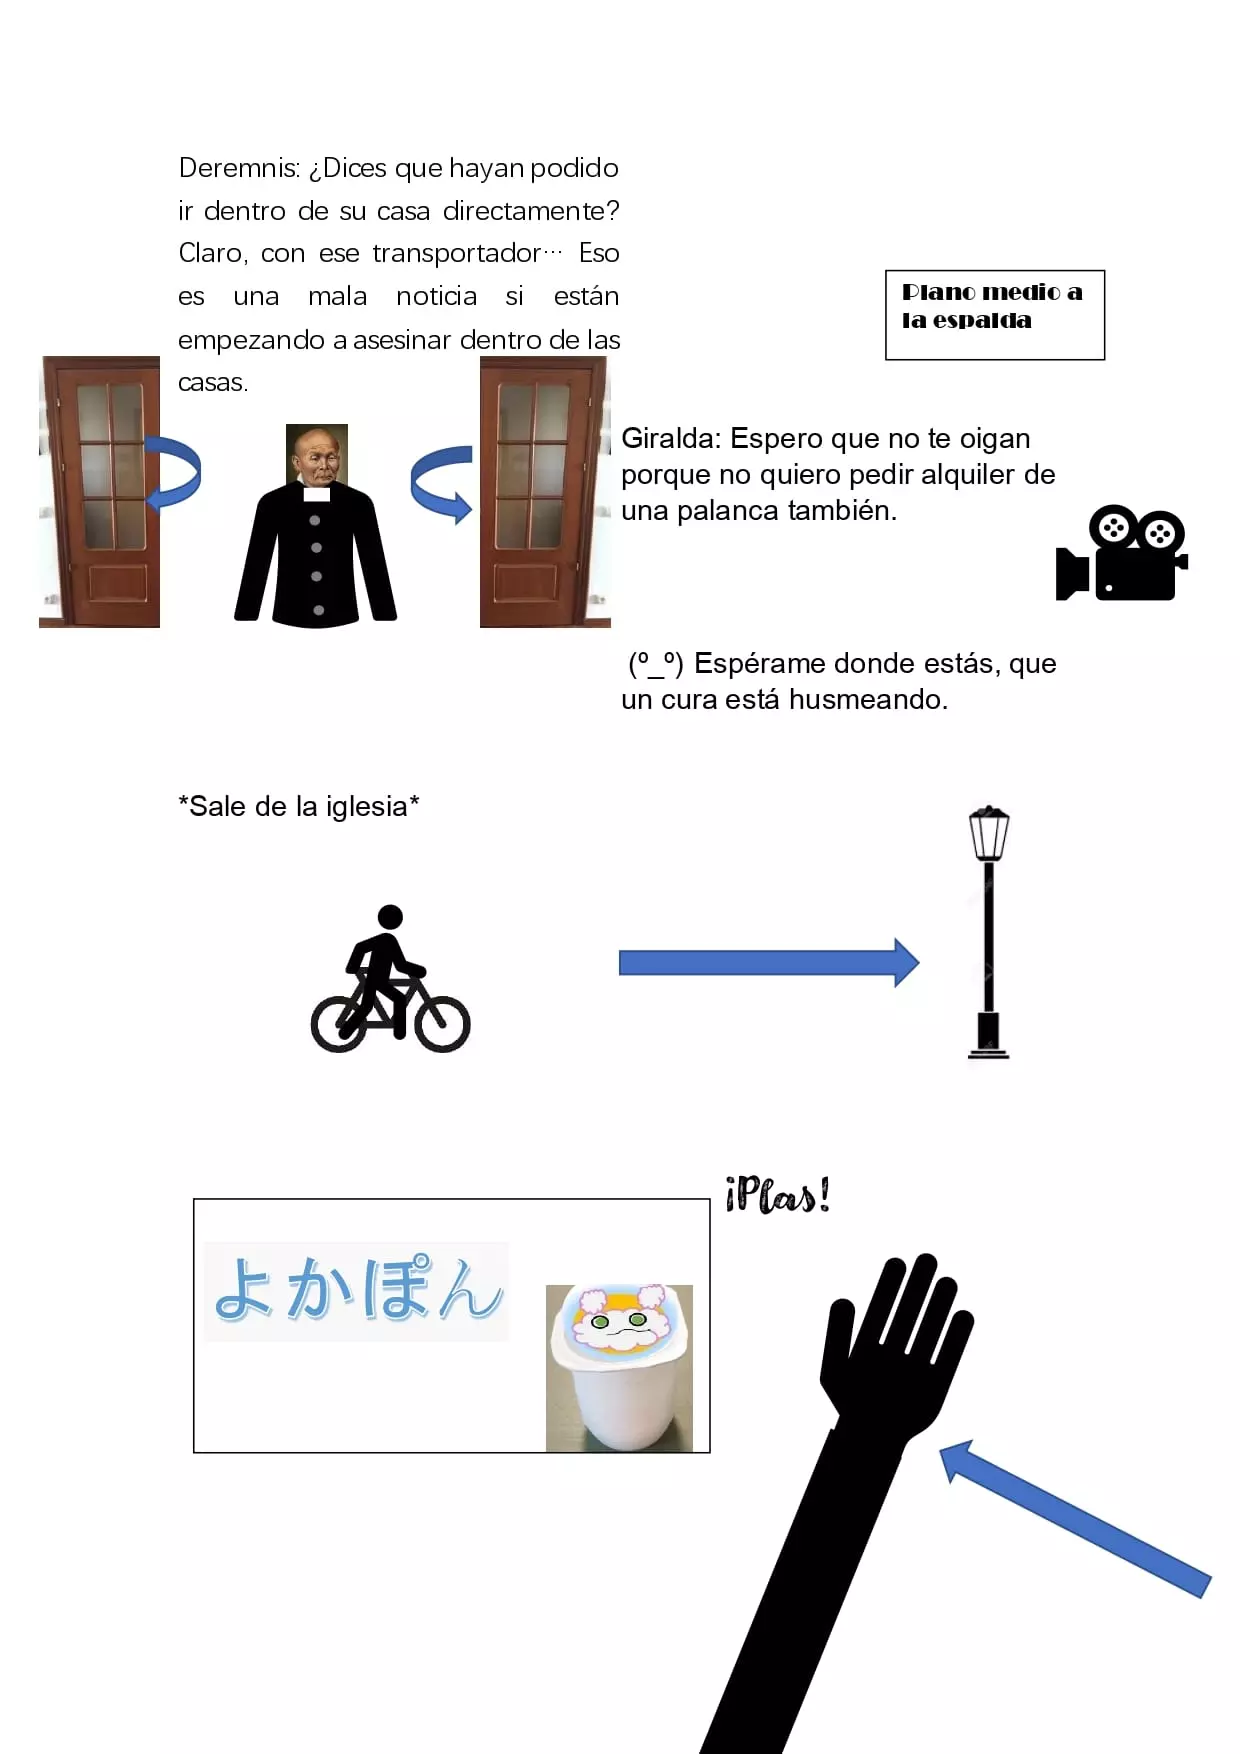 Deremnis: ¿Dices que hayan podido
ir dentro de su casa directamente?
Claro, con ese transportador… Eso
es una mala noticia si están
empezando a asesinar dentro de las
casas.
Plano medio a
la espalda
Giralda: Espero que no te oigan
porque no quiero pedir alquiler de
una palanca también.
(º_º) Espérame donde estás, que
un cura está husmeando.
*Sale de la iglesia*
¡Plas!
よかぽん